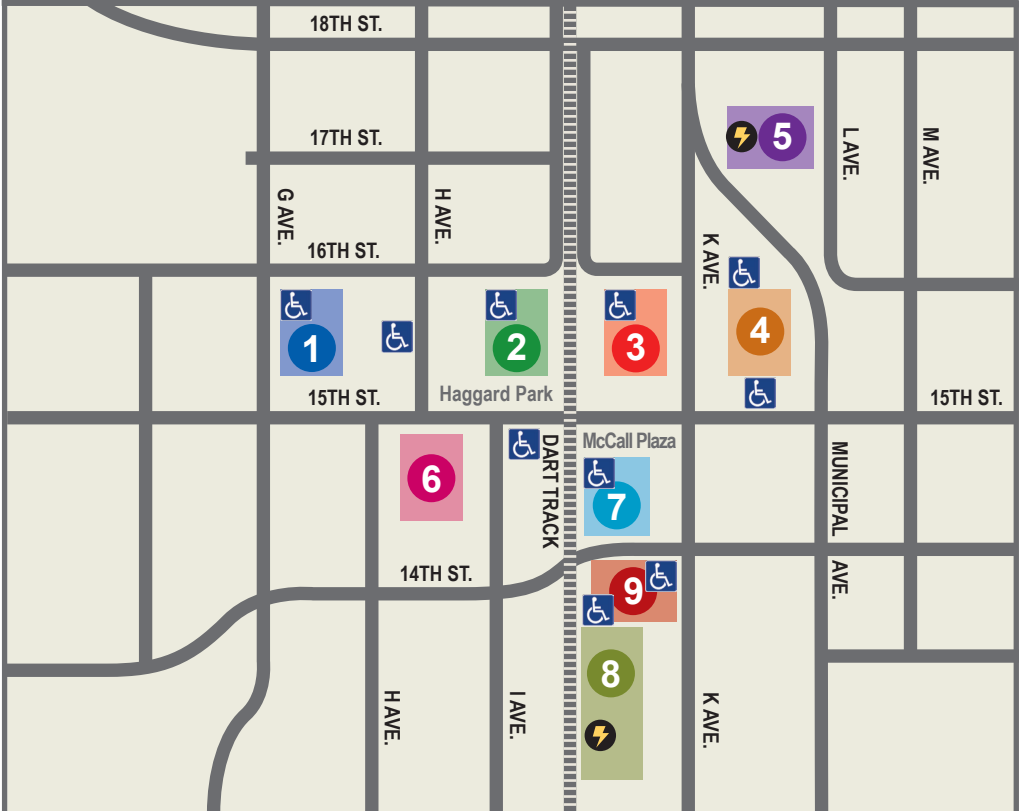 18TH ST.
17TH ST.
5
L AVE.
M AVE.
G AVE.
H AVE.
16TH ST.
K AVE.
1
2
3
4
15TH ST.
Haggard Park
15TH ST.
McCall Plaza
DART TRACK
MUNICIPAL AVE.
6
7
14TH ST.
9
8
H AVE.
I AVE.
K AVE.